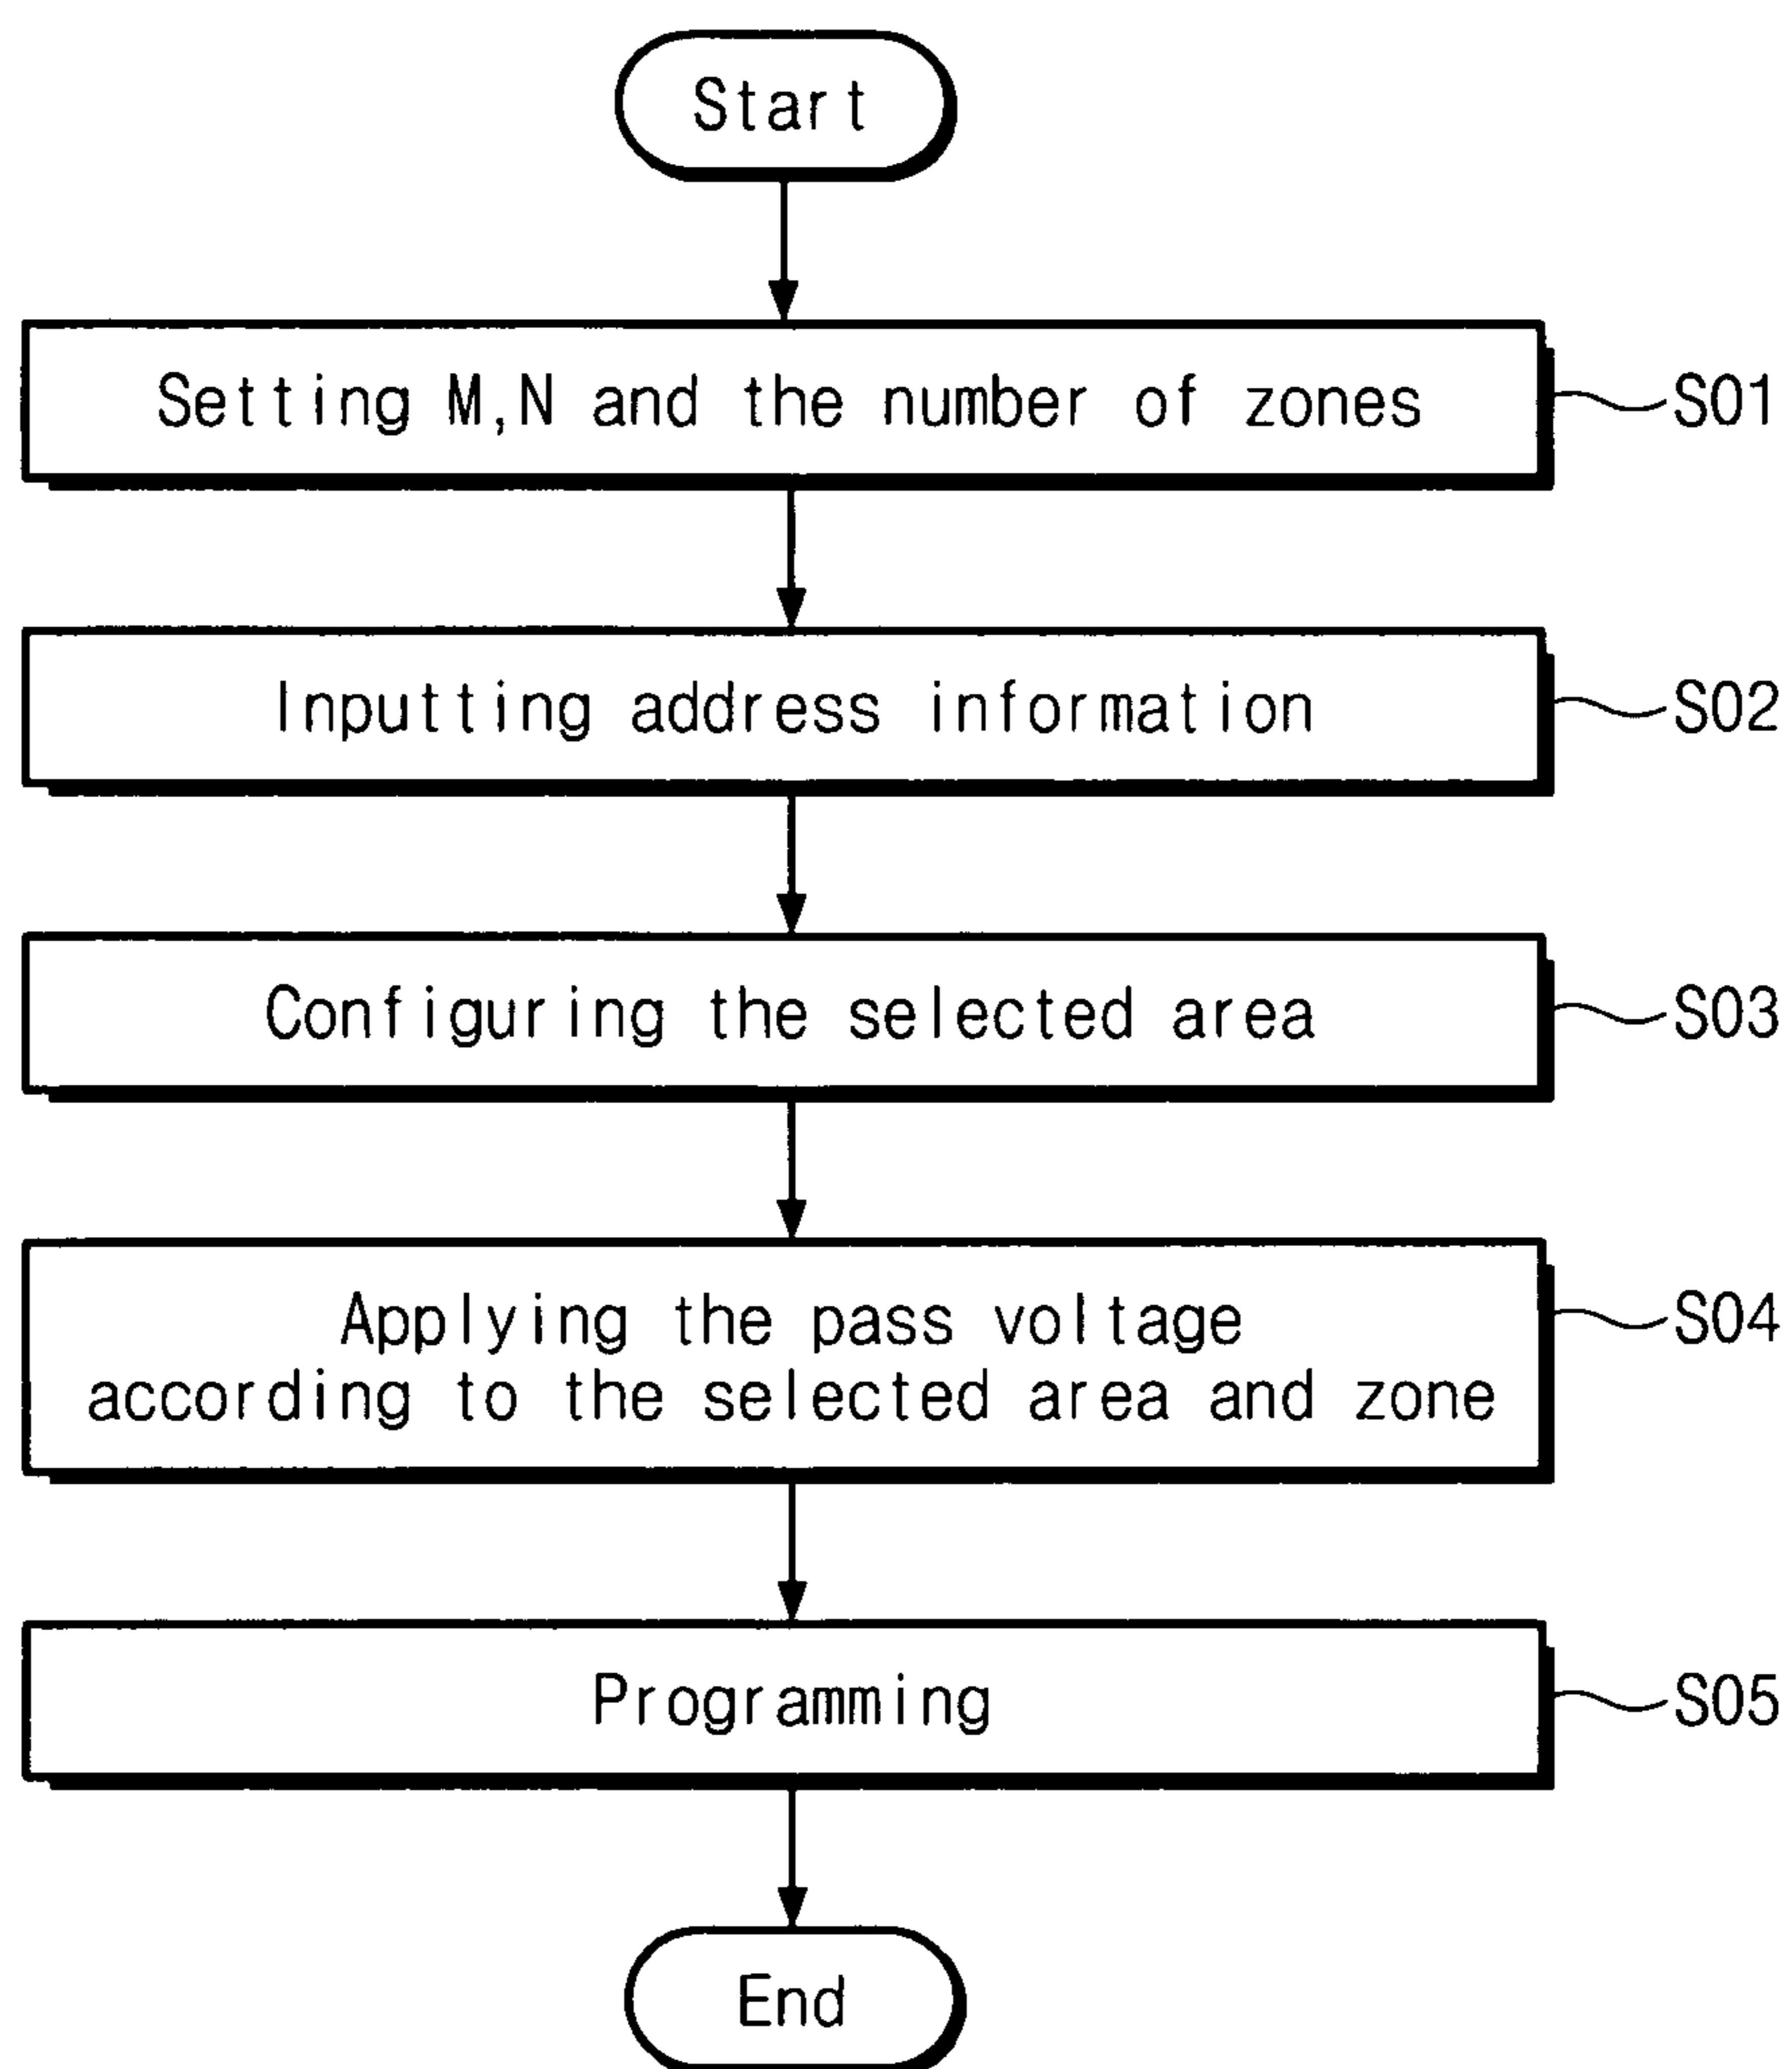 Start
Setting M,N and the number of zones
S01
Inputting address information
S02
Configuring the selected area
S03
Applying the pass voltage
according to the selected area and zone
S04
Programming
S05
End